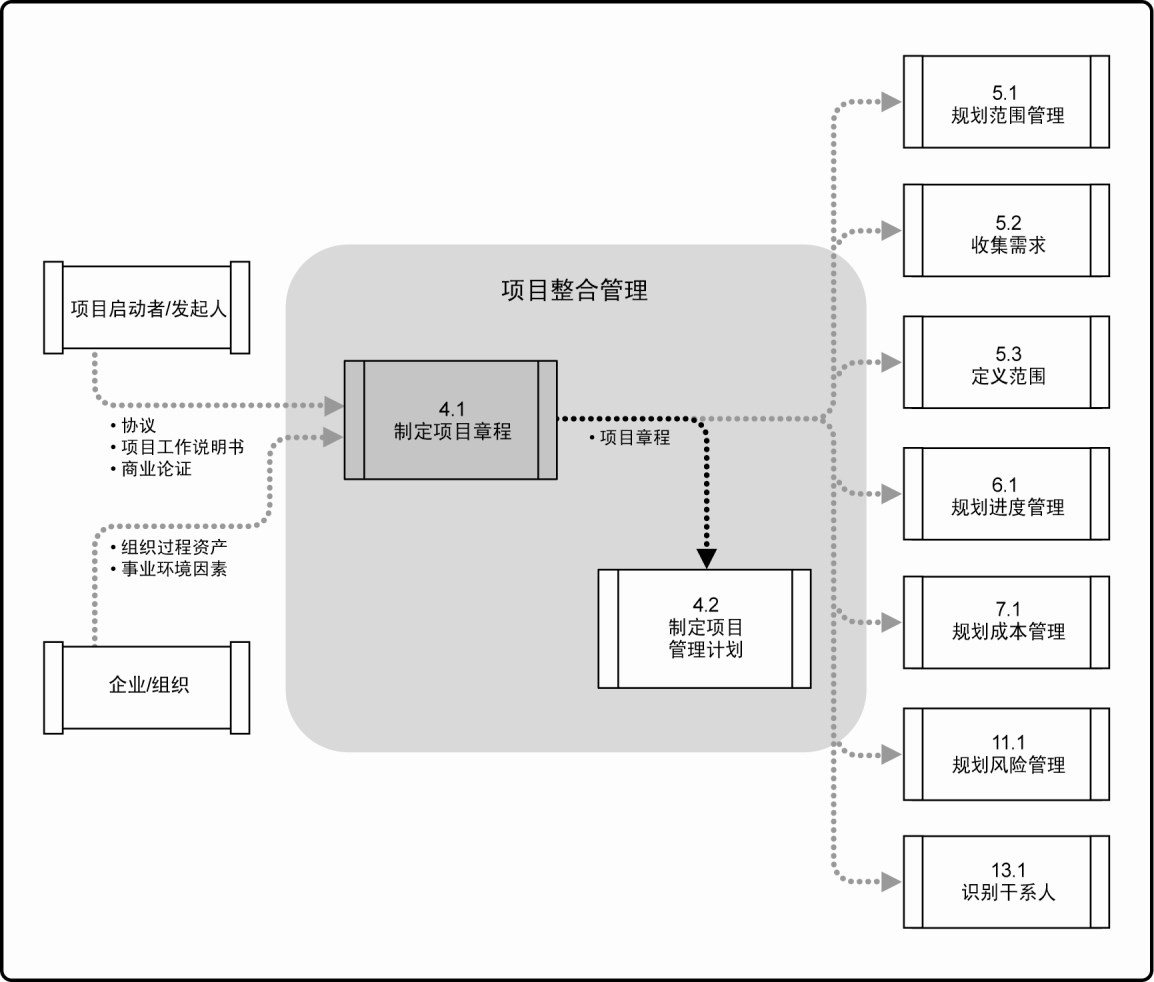 项目整合管理
项目启动者/发起人
• 协议
• 项目工作说明书
• 商业论证
• 组织过程资产
• 事业环境因素
企业/组织
4.1
制定项目章程
• 项目章程
4.2
制定项目
管理计划
5.1
规划范围管理
5.2
收集需求
5.3
定义范围
6.1
规划进度管理
7.1
规划成本管理
11.1
规划风险管理
13.1
识别干系人